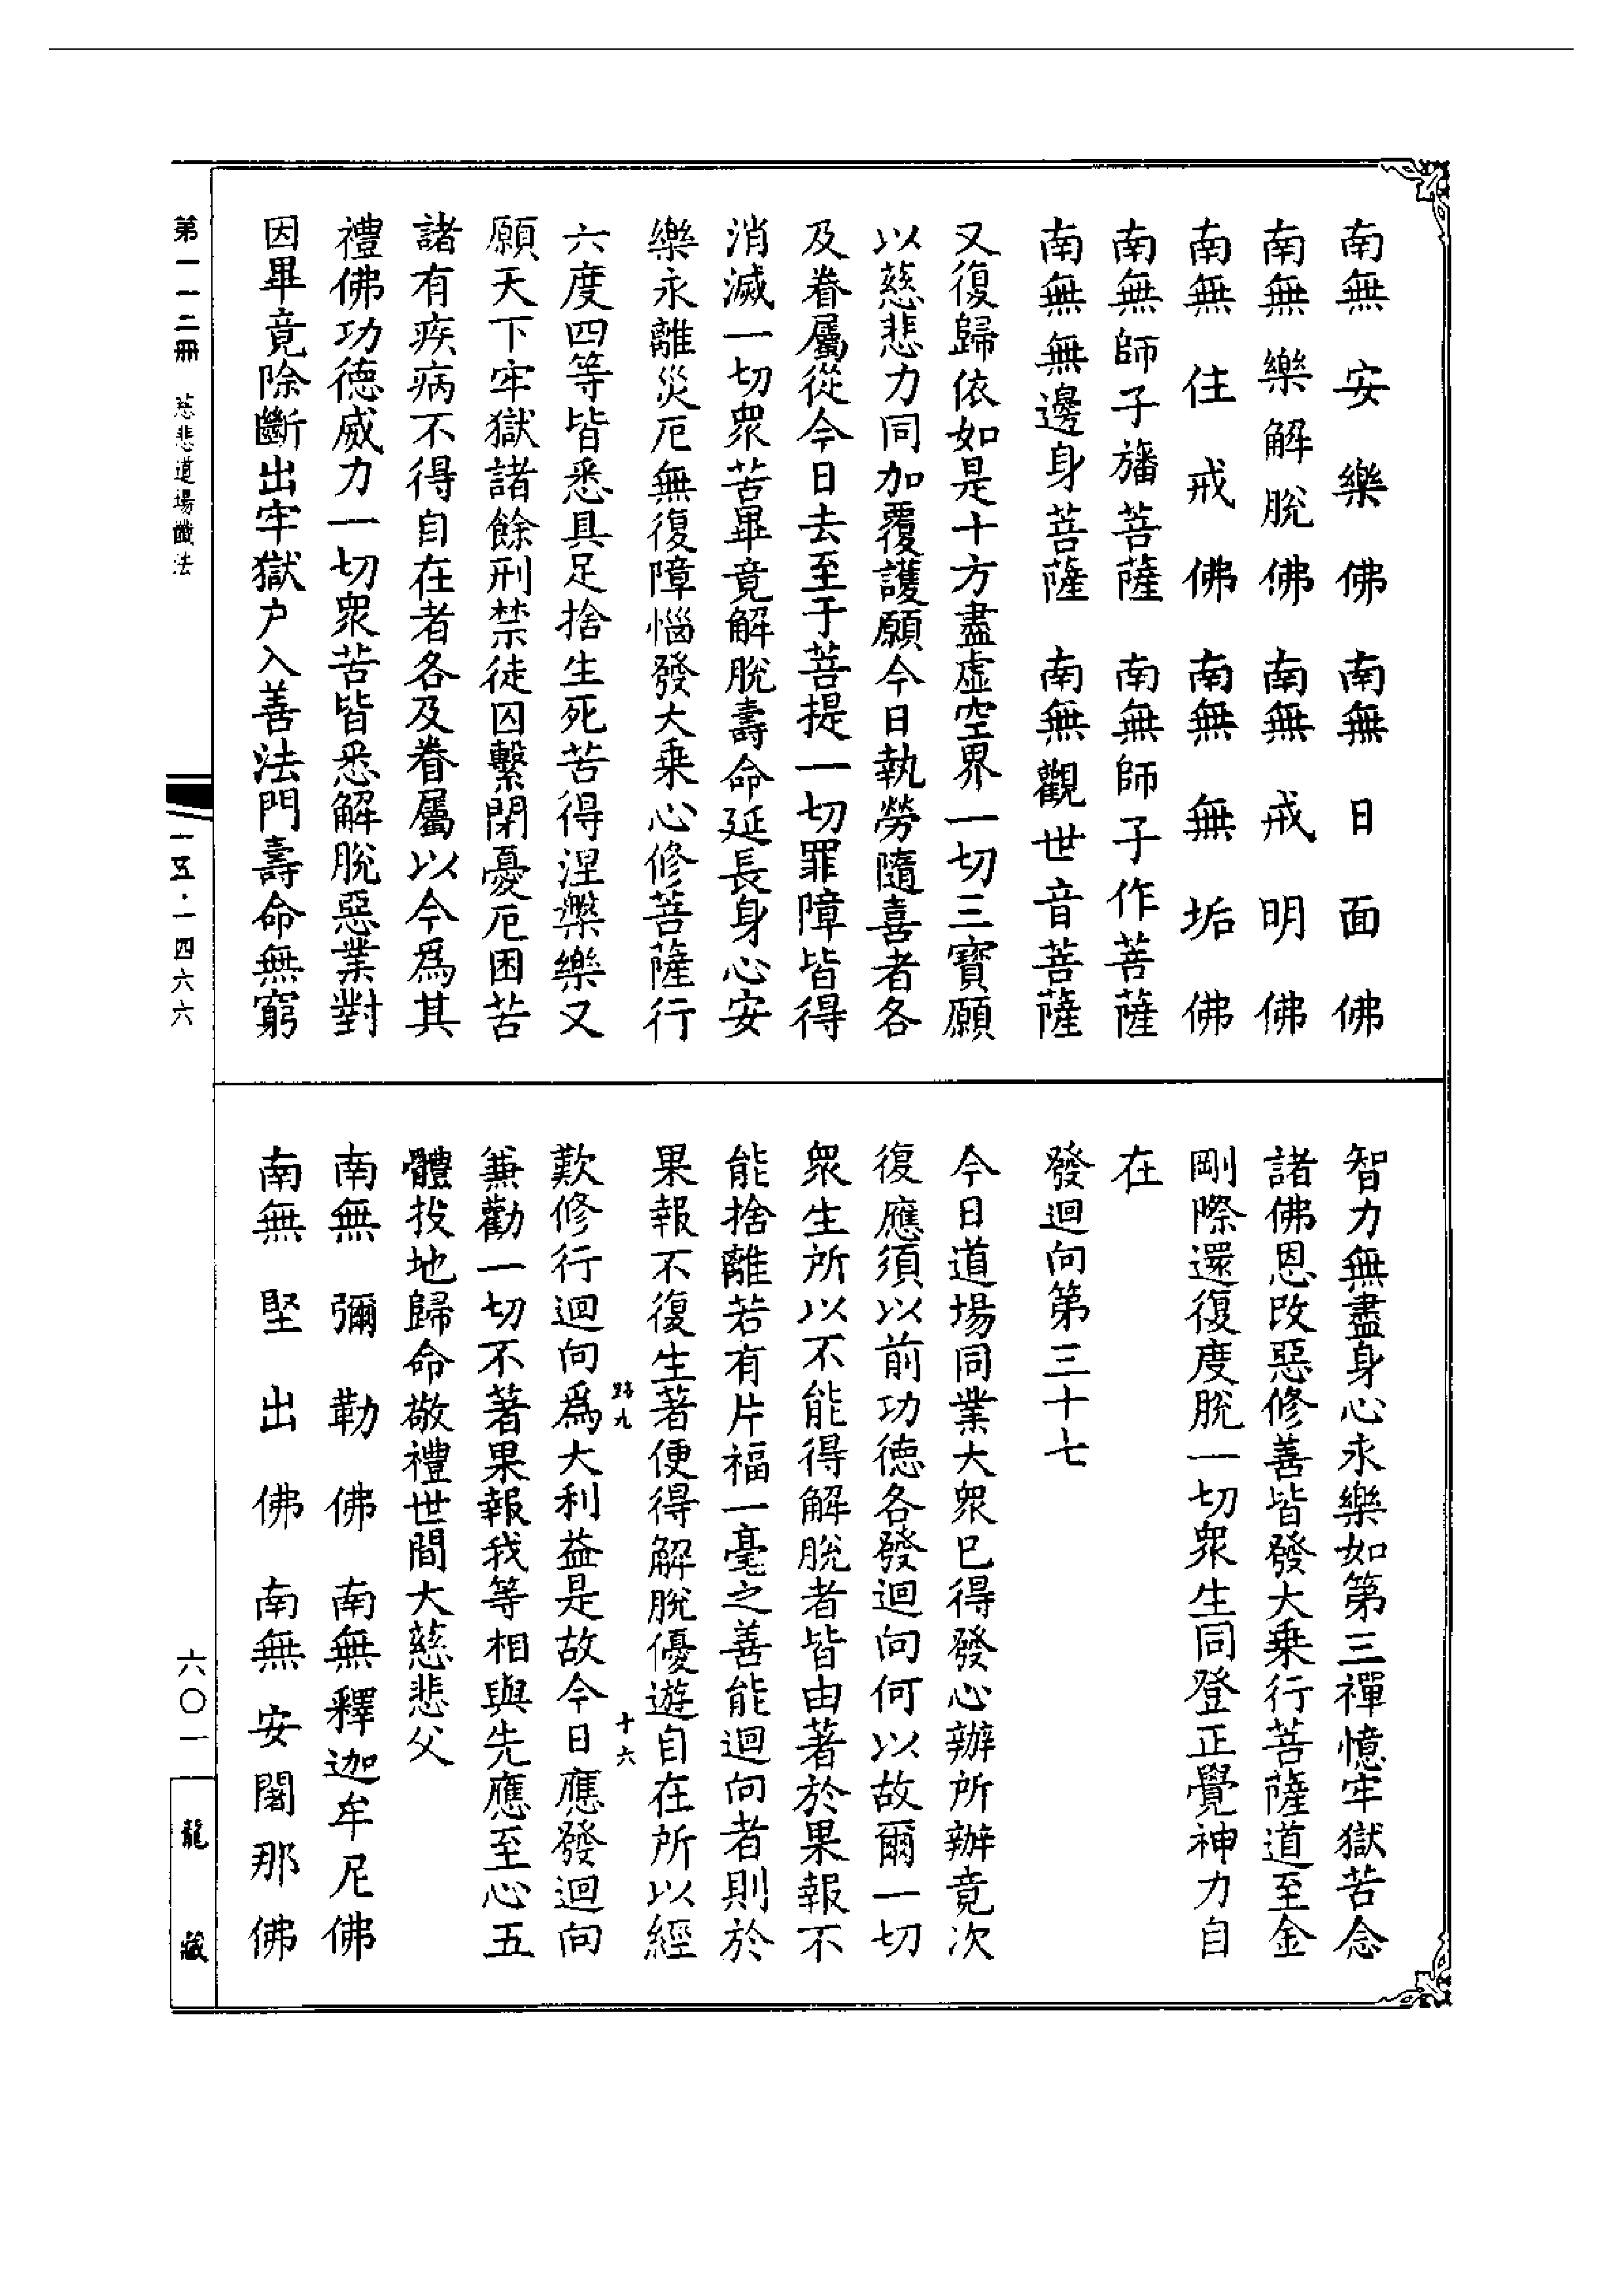 南無安樂佛　南無日面佛
南無樂解脫佛　南無戒明佛
南無住戒佛　南無無垢佛
南無師子旛菩薩　南無師子作菩薩
南無無邊身菩薩　南無觀世音菩薩
又復歸依如是十方盡虛空界一切三寶願
以慈悲力同加覆護願今日執勞隨喜者各
及眷屬從今日去至于菩提一切罪障皆得
消滅一切眾苦畢竟解脫壽命延長身心安
樂永離災厄無復障惱發大乘心修菩薩行
六度四等皆悉具足捨生死苦得涅槃樂又
願天下牢獄諸餘刑禁徒囚繫閉憂厄困苦
諸有疾病不得自在者各及眷屬以今為其
禮佛功德威力一切眾苦皆悉解脫惡業對
因畢竟除斷出牢獄戶入善法門壽命無窮
智力無盡身心永樂如第三禪憶牢獄苦念
諸佛恩改惡修善皆發大乘行菩薩道至金
剛際還復度脫一切眾生同登正覺神力自
在
發迴向第三十七
今日道場同業大眾已得發心辦所辦竟次
復應須以前功德各發迴向何以故爾一切
眾生所以不能得解脫者皆由著於果報不
能捨離若有片福一毫之善能迴向者則於
果報不復生著便得解脫優遊自在所以經
路九
十六
歎修行迴向為大利益是故今日應發迴向
兼勸一切不著果報我等相與先應至心五
體投地歸命敬禮世間大慈悲父
南無彌勒佛　南無釋迦牟尼佛
南無堅出佛　南無安闍那佛
第一一二冊　慈悲道場懺法
一五·一四六六
六〇一
龍藏